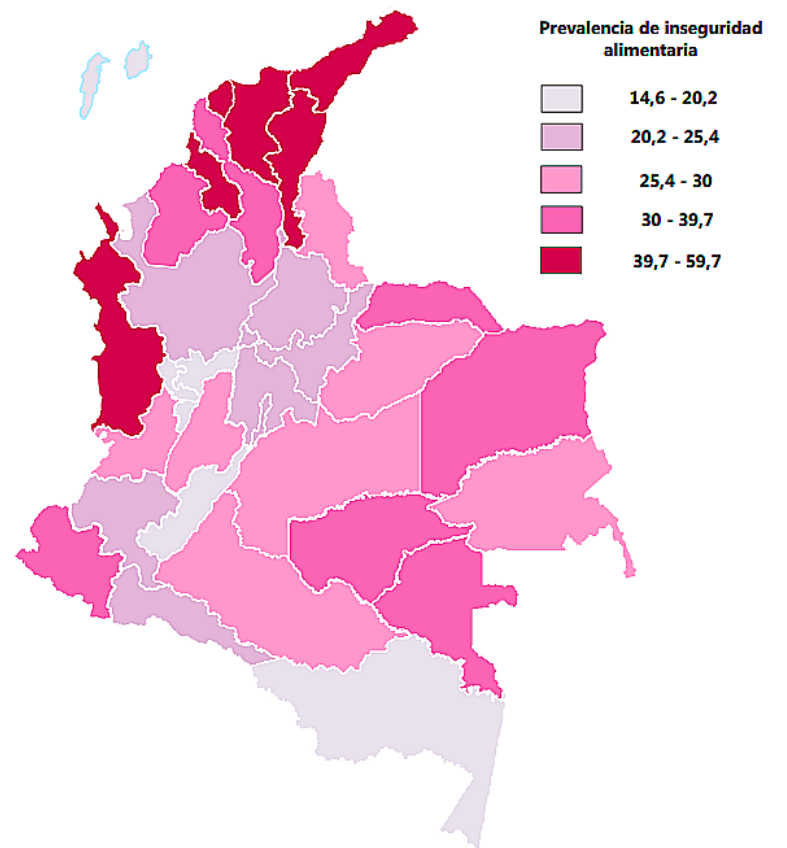 Prevalencia de inseguridad
alimentaria
14,6 - 20,2
20,2 - 25,4
25,4 - 30
30 - 39,7
39,7 - 59,7